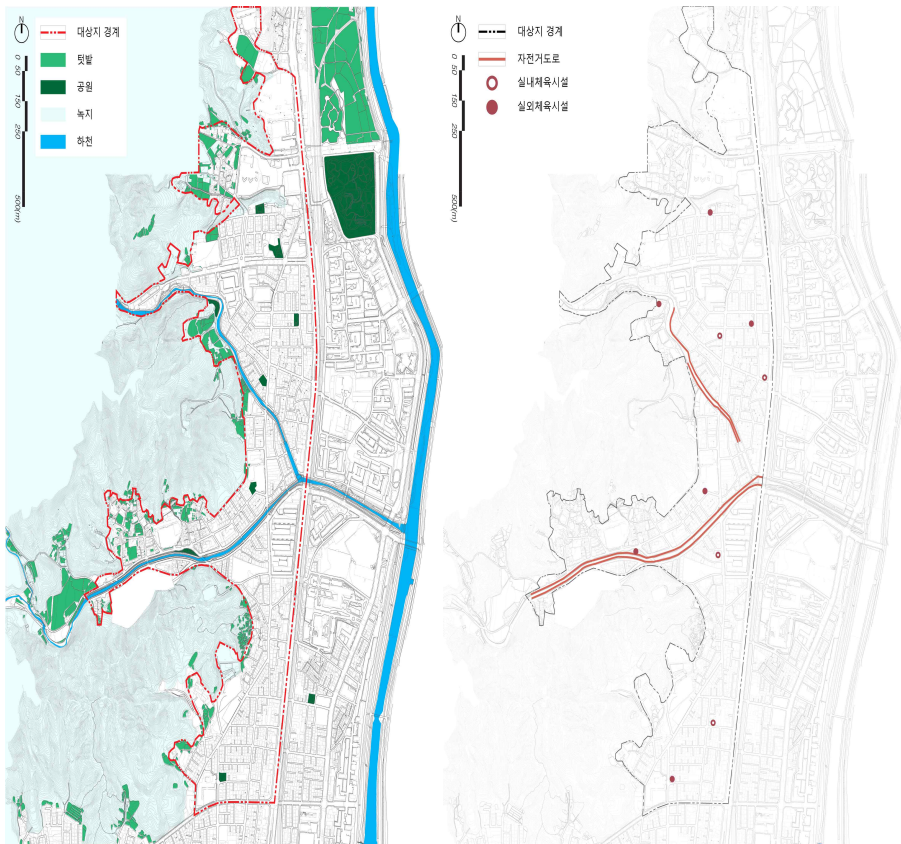 N
대상지 경계
텃밭
공원
녹지
하천
0
50
150
250
500(m)
N
대상지 경계
자전거도로
실내체육시설
실외체육시설
0
50
150
250
500(m)